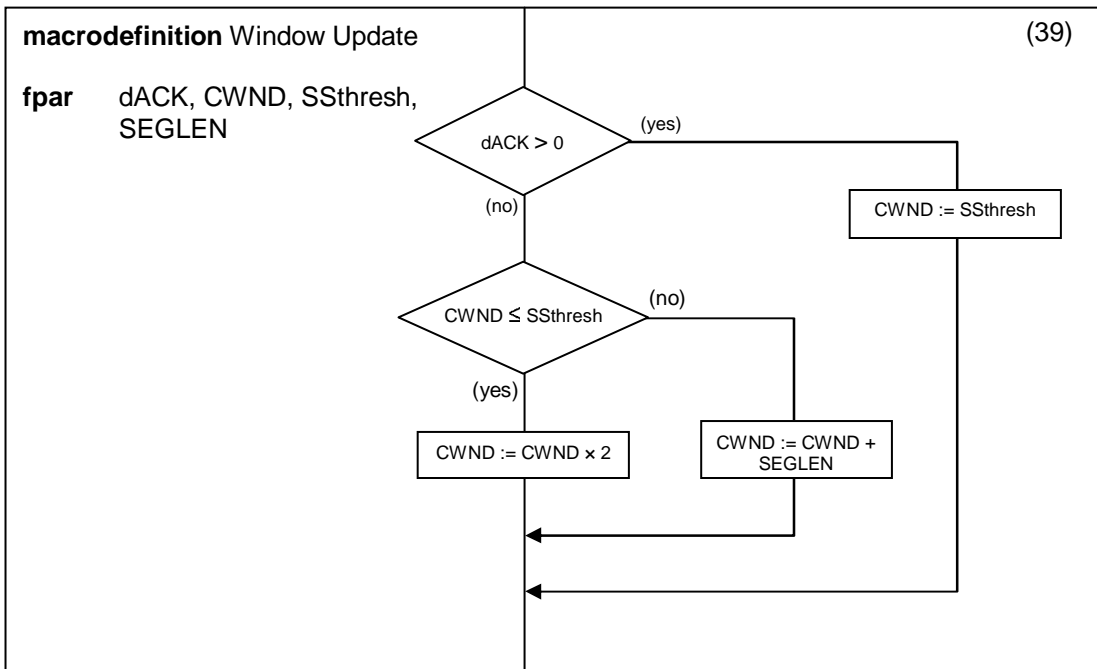 macrodefinition Window Update
(39)
fpar dACK, CWND, SSthresh,
SEGLEN
dACK > 0
(yes)
(no)
CWND := SSthresh
CWND ≤ SSthresh
(no)
(yes)
CWND := CWND × 2
CWND := CWND +
SEGLEN